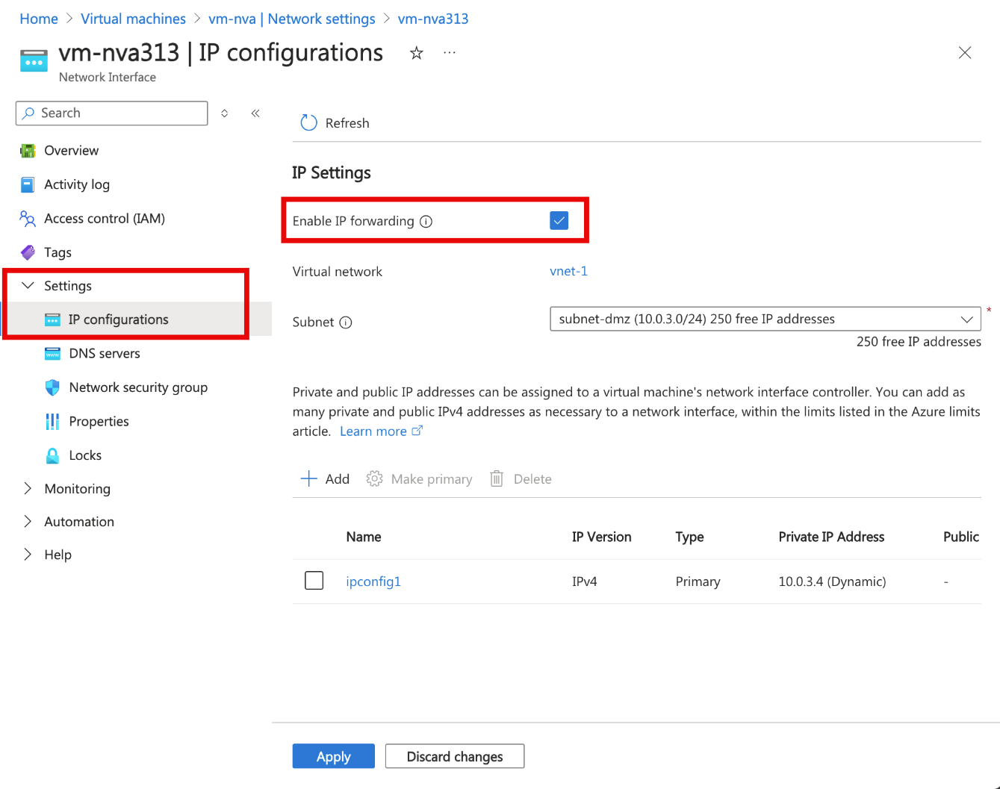 Home > Virtual machines > vm-nva | Network settings > vm-nva313
vm-nva313 | IP configurations
Network Interface
Search
Refresh
Overview
Activity log
Access control (IAM)
Tags
Settings
IP configurations
DNS servers
Network security group
Properties
Locks
Monitoring
Automation
Help
IP Settings
Enable IP forwarding
Virtual network vnet-1
Subnet subnet-dmz (10.0.3.0/24) 250 free IP addresses *
250 free IP addresses
Private and public IP addresses can be assigned to a virtual machine's network interface controller. You can add as
many private and public IPv4 addresses as necessary to a network interface, within the limits listed in the Azure limits
article. Learn more
Add Make primary Delete
Name IP Version Type Private IP Address Public
ipconfig1 IPv4 Primary 10.0.3.4 (Dynamic) -
Apply Discard changes